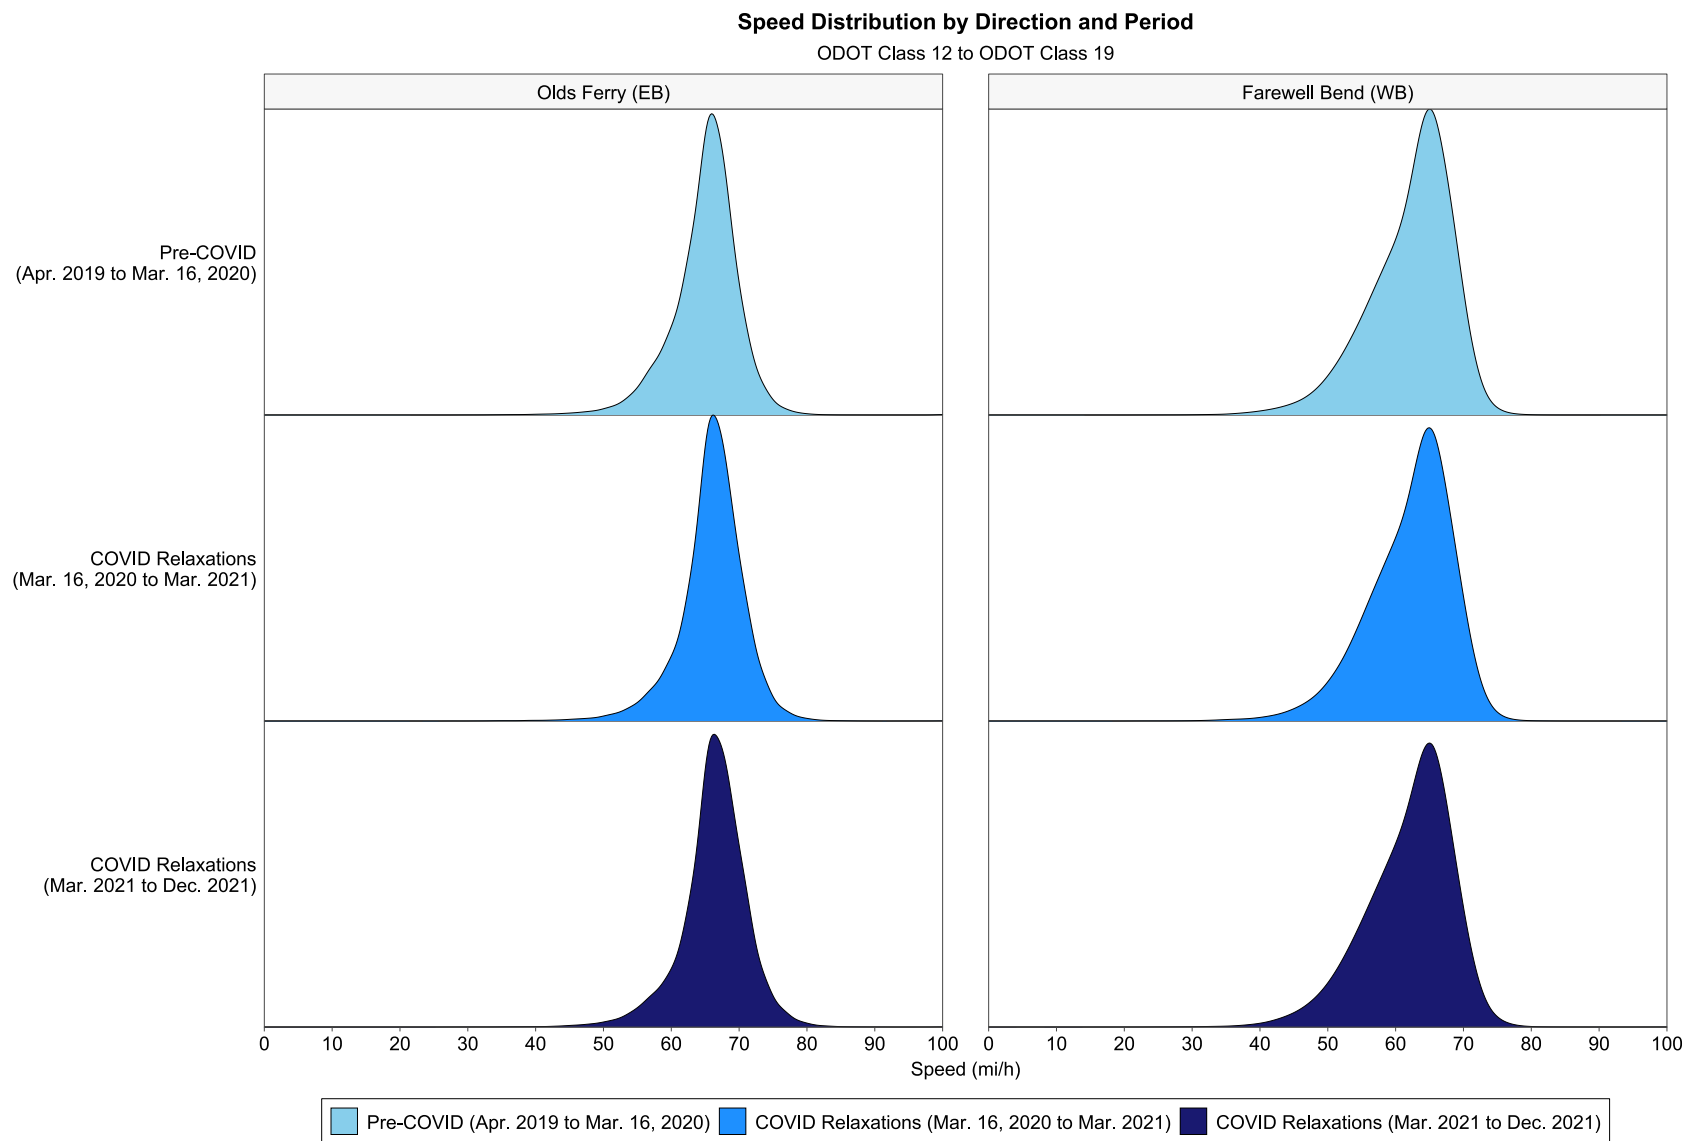 Speed Distribution by Direction and Period
ODOT Class 12 to ODOT Class 19
Olds Ferry (EB)
Farewell Bend (WB)
Pre-COVID
(Apr. 2019 to Mar. 16, 2020)
COVID Relaxations
(Mar. 16, 2020 to Mar. 2021)
COVID Relaxations
(Mar. 2021 to Dec. 2021)
0 10 20 30 40 50 60 70 80 90 100
0 10 20 30 40 50 60 70 80 90 100
Speed (mi/h)
Pre-COVID (Apr. 2019 to Mar. 16, 2020) COVID Relaxations (Mar. 16, 2020 to Mar. 2021) COVID Relaxations (Mar. 2021 to Dec. 2021)